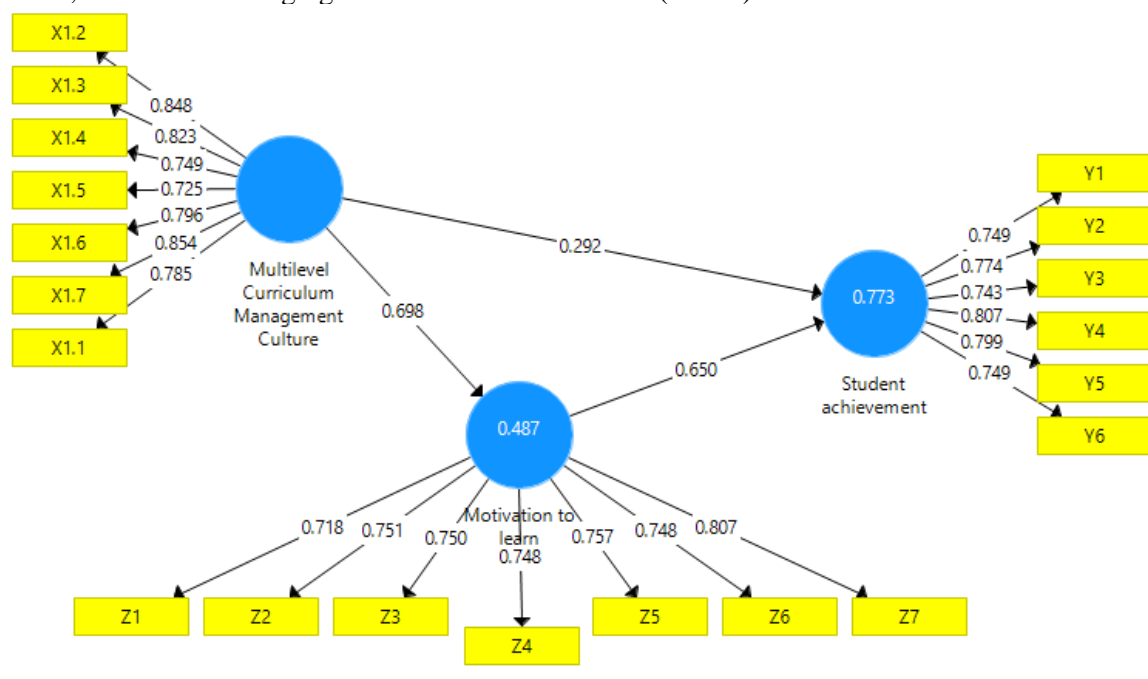 X1.2
X1.3
X1.4
X1.5
X1.6
X1.7
X1.1
0.848
0.823
0.749
0.725
0.796
0.854
0.785
Multilevel
Curriculum
Management
Culture
0.292
0.698
0.650
0.773
Student
achievement
0.749
0.774
0.743
0.807
0.799
0.749
Y1
Y2
Y3
Y4
Y5
Y6
0.487
Motivation to
learn
0.718
0.751
0.750
0.748
0.757
0.748
0.807
Z1
Z2
Z3
Z4
Z5
Z6
Z7